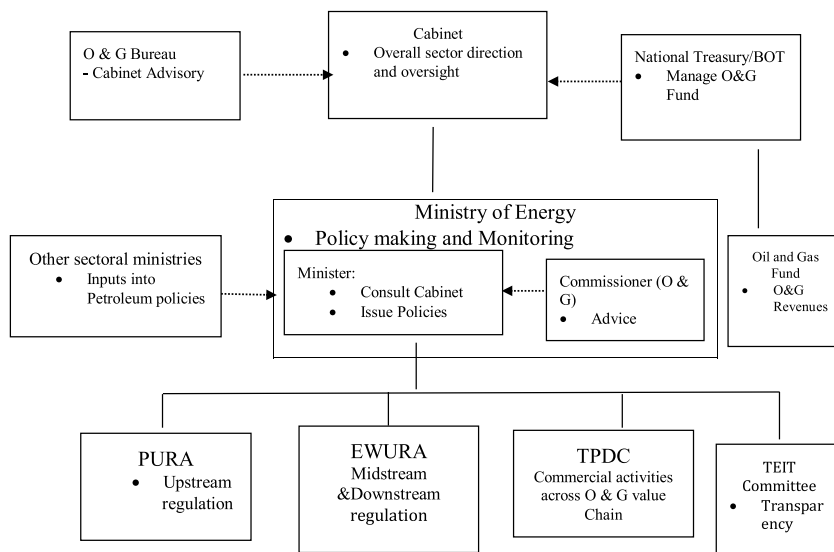 O & G Bureau
- Cabinet Advisory
Cabinet
• Overall sector direction
and oversight
National Treasury/BOT
• Manage O&G
Fund
Ministry of Energy
• Policy making and Monitoring
Other sectoral ministries
• Inputs into
Petroleum policies
Minister:
• Consult Cabinet
• Issue Policies
Commissioner (O &
G)
• Advice
Oil and Gas
Fund
• O&G
Revenues
PURA
• Upstream
regulation
EWURA
Midstream
&Downstream
regulation
TPDC
Commercial activities
across O & G value
Chain
TEIT
Committee
• Transpar
ency